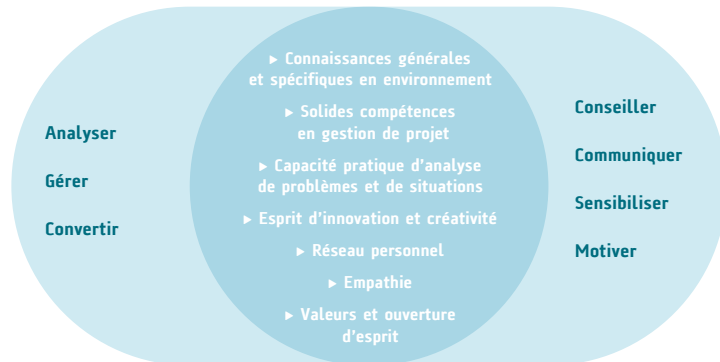 Analyser
Gérer
Convertir
▶ Connaissances générales
et spécifiques en environnement
▶ Solides compétences
en gestion de projet
▶ Capacité pratique d'analyse
de problèmes et de situations
▶ Esprit d'innovation et créativité
▶ Réseau personnel
▶ Empathie
▶ Valeurs et ouverture
d'esprit
Conseiller
Communiquer
Sensibiliser
Motiver